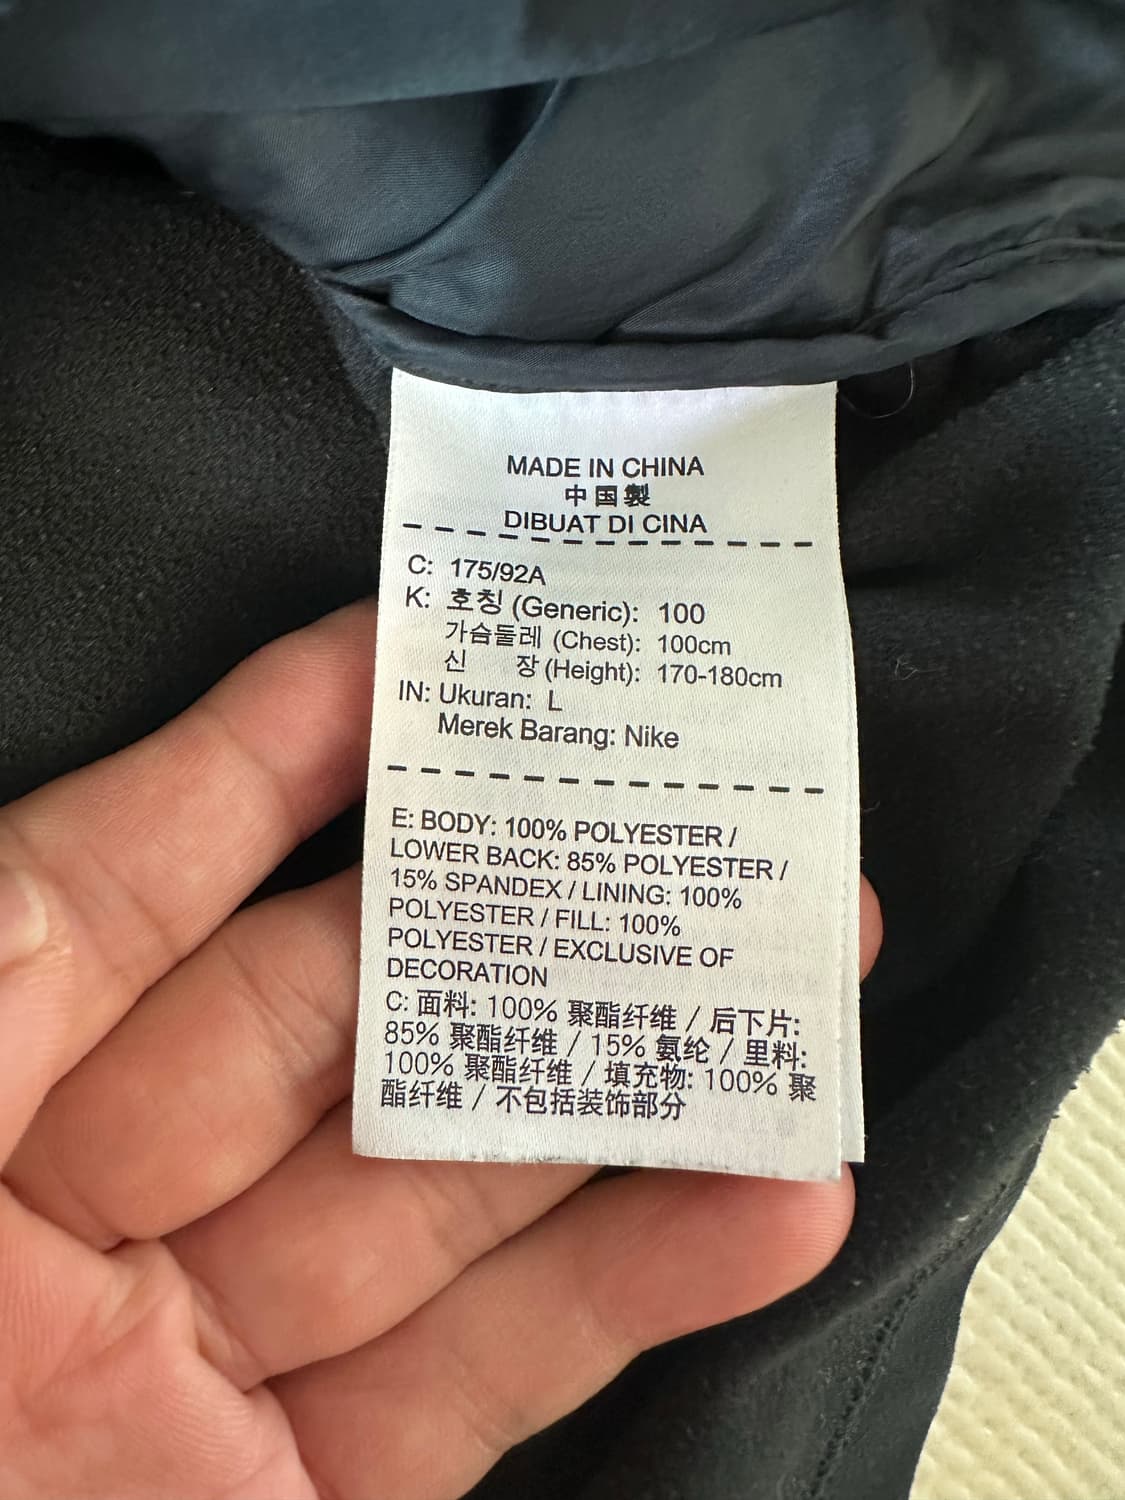 MADE IN CHINA
中国製
DIBUAT DI CINA
C: 175/92A
K: 호칭 (Generic): 100
가슴둘레 (Chest): 100cm
신 장 (Height): 170-180cm
IN: Ukuran: L
Merek Barang: Nike
E: BODY: 100% POLYESTER /
LOWER BACK: 85% POLYESTER /
15% SPANDEX / LINING: 100%
POLYESTER / FILL: 100%
POLYESTER / EXCLUSIVE OF
DECORATION
C: 面料: 100% 聚酯纤维 / 后下片:
85% 聚酯纤维 / 15% 氨纶 / 里料:
100% 聚酯纤维 / 填充物: 100% 聚
酯纤维 / 不包括装饰部分